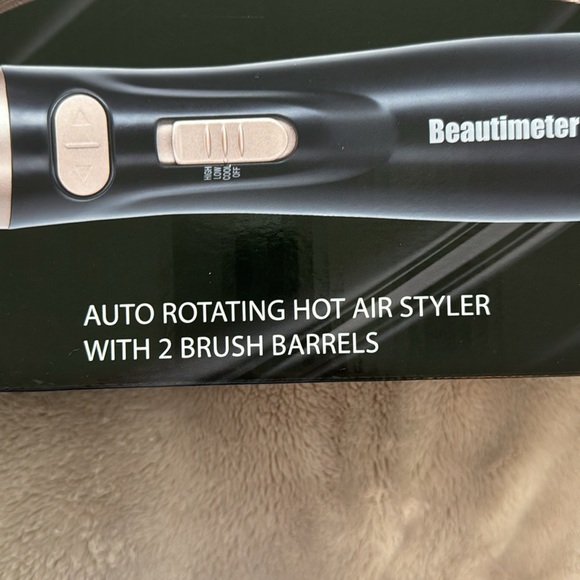 Beautimeter
HIGH
LOW
COOL
OFF
AUTO ROTATING HOT AIR STYLER
WITH 2 BRUSH BARRELS